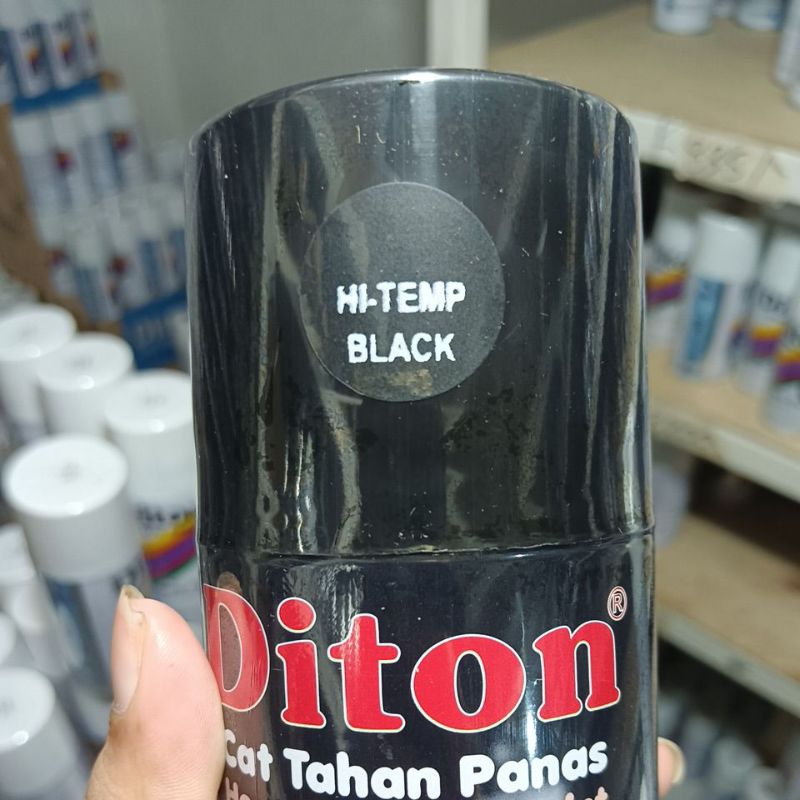 HI-TEMP
BLACK
Diton®
Cat Tahan Panas